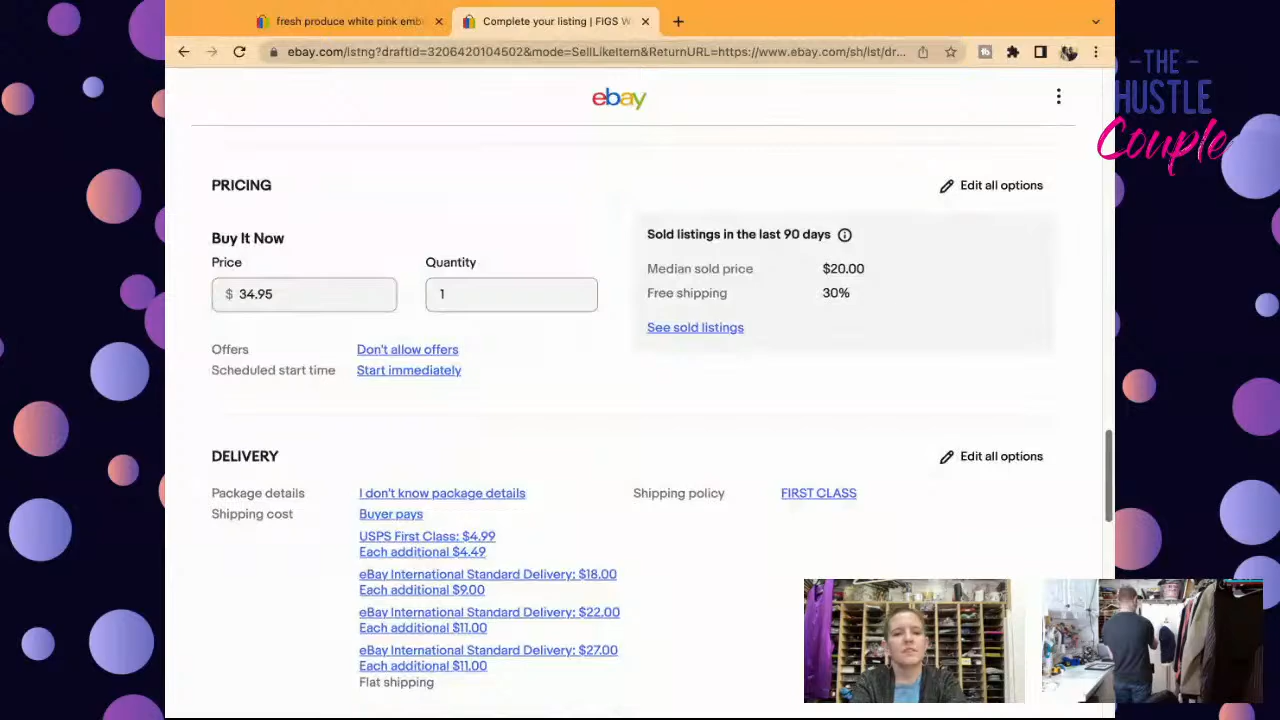 fresh produce white pink emb
Complete your listing | FIGS W
ebay.com/lstng?draftId=3206420104502&mode=SellLikeItem&ReturnURL=https://www.ebay.com/sh/lst/dr...
-THE-
HUSTLE
Couple
ebay
PRICING
Edit all options
Buy It Now
Price
Quantity
$ 34.95
1
Sold listings in the last 90 days
Median sold price $20.00
Free shipping 30%
See sold listings
Offers Don't allow offers
Scheduled start time Start immediately
DELIVERY
Edit all options
Package details I don't know package details
Shipping policy FIRST CLASS
Shipping cost Buyer pays
USPS First Class: $4.99
Each additional $4.49
eBay International Standard Delivery: $18.00
Each additional $9.00
eBay International Standard Delivery: $22.00
Each additional $11.00
eBay International Standard Delivery: $27.00
Each additional $11.00
Flat shipping